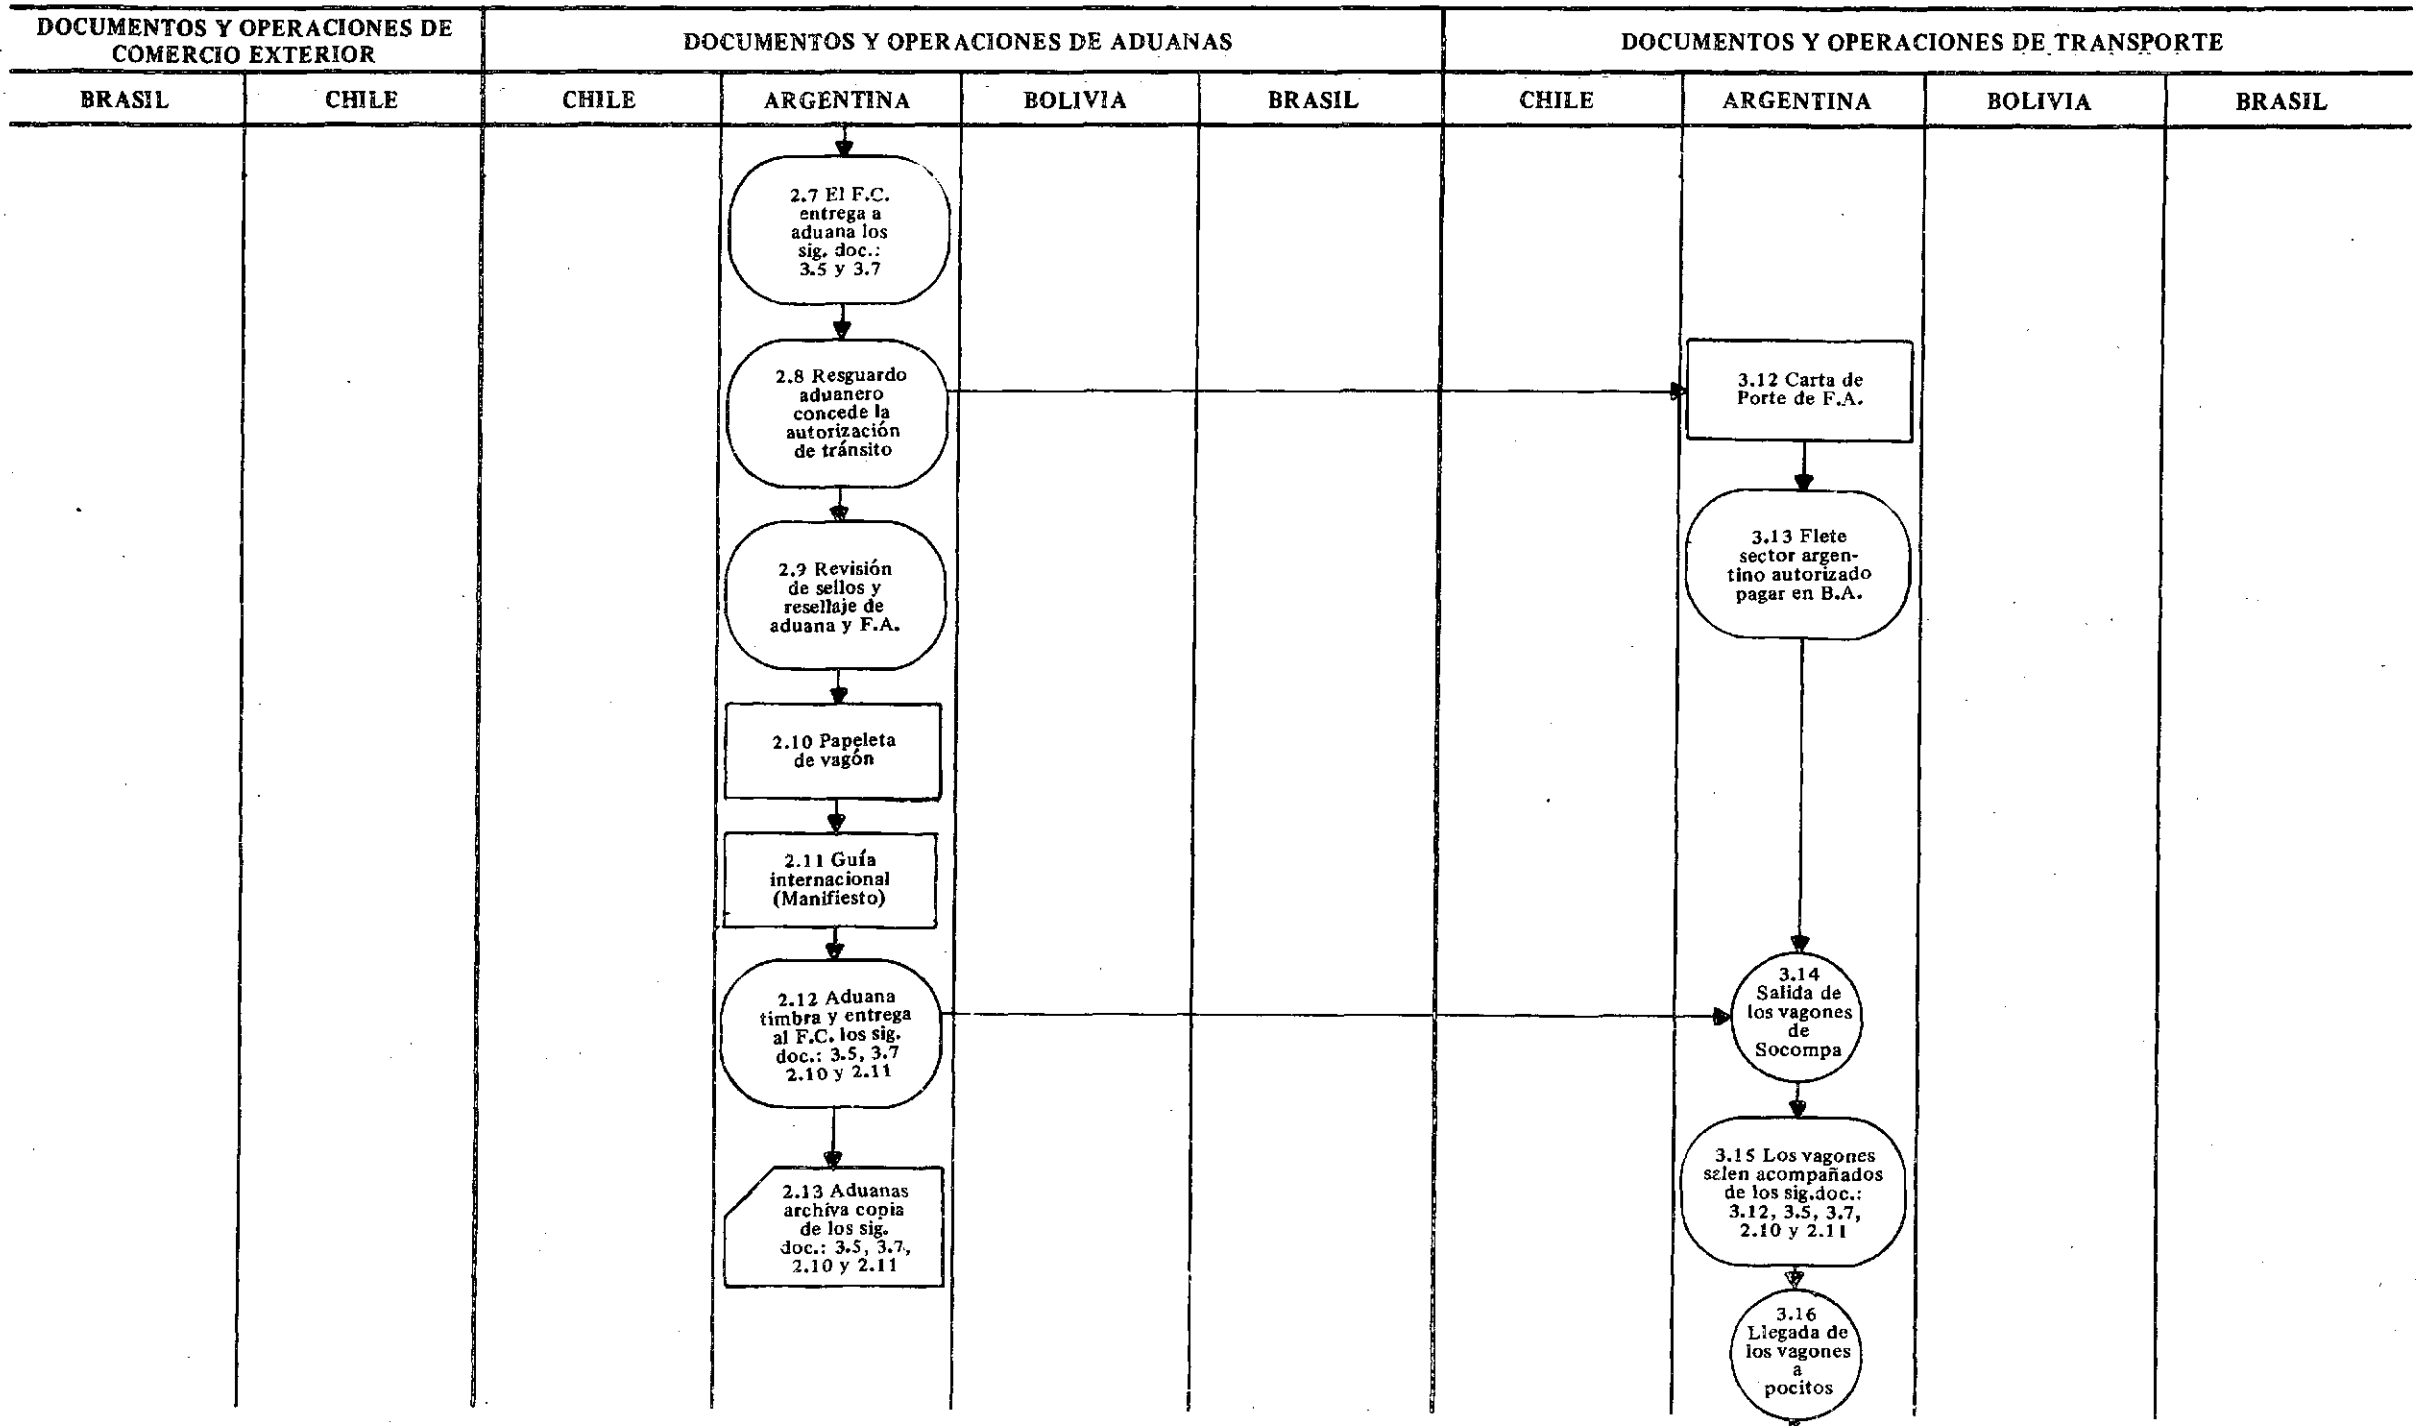 DOCUMENTOS Y OPERACIONES DE
COMERCIO EXTERIOR
DOCUMENTOS Y OPERACIONES DE ADUANAS
DOCUMENTOS Y OPERACIONES DE TRANSPORTE
BRASIL
CHILE
CHILE
ARGENTINA
BOLIVIA
BRASIL
CHILE
ARGENTINA
BOLIVIA
BRASIL
2.7 El F.C.
entrega a
aduana los
sig. doc.:
3.5 y 3.7
2.8 Resguardo
aduanero
concede la
autorización
de tránsito
2.9 Revisión
de sellos y
resellaje de
aduana y F.A.
2.10 Papeleta
de vagón
2.11 Guía
internacional
(Manifiesto)
2.12 Aduana
timbra y entrega
al F.C. los sig.
doc.: 3.5, 3.7
2.10 y 2.11
2.13 Aduanas
archiva copia
de los sig.
doc.: 3.5, 3.7,
2.10 y 2.11
3.12 Carta de
Porte de F.A.
3.13 Flete
sector argen-
tino autorizado
pagar en B.A.
3.14
Salida de
los vagones
de
Socompa
3.15 Los vagones
salen acompañados
de los sig.doc.:
3.12, 3.5, 3.7,
2.10 y 2.11
3.16
Llegada de
los vagones
a
pocitos